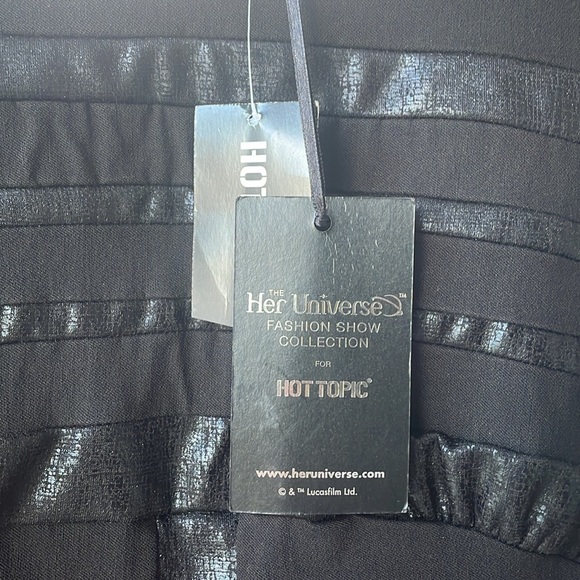 HOT
THE
Her Universe™
FASHION SHOW
COLLECTION
FOR
HOT TOPIC®
www.heruniverse.com
© & ™ Lucasfilm Ltd.